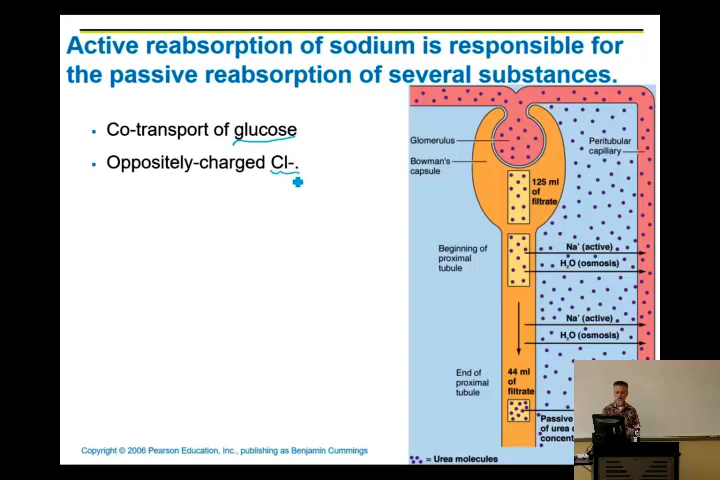 Active reabsorption of sodium is responsible for
the passive reabsorption of several substances.
Co-transport of glucose
Oppositely-charged Cl-.
Glomerulus
Bowman's
capsule
Peritubular
capillary
125 ml
of
filtrate
Beginning of
proximal
tubule
Na⁺ (active)
H₂O (osmosis)
Na⁺ (active)
H₂O (osmosis)
End of
proximal
tubule
44 ml
of
filtrate
Passive
of urea
concent
= Urea molecules
Copyright © 2006 Pearson Education, Inc., publishing as Benjamin Cummings